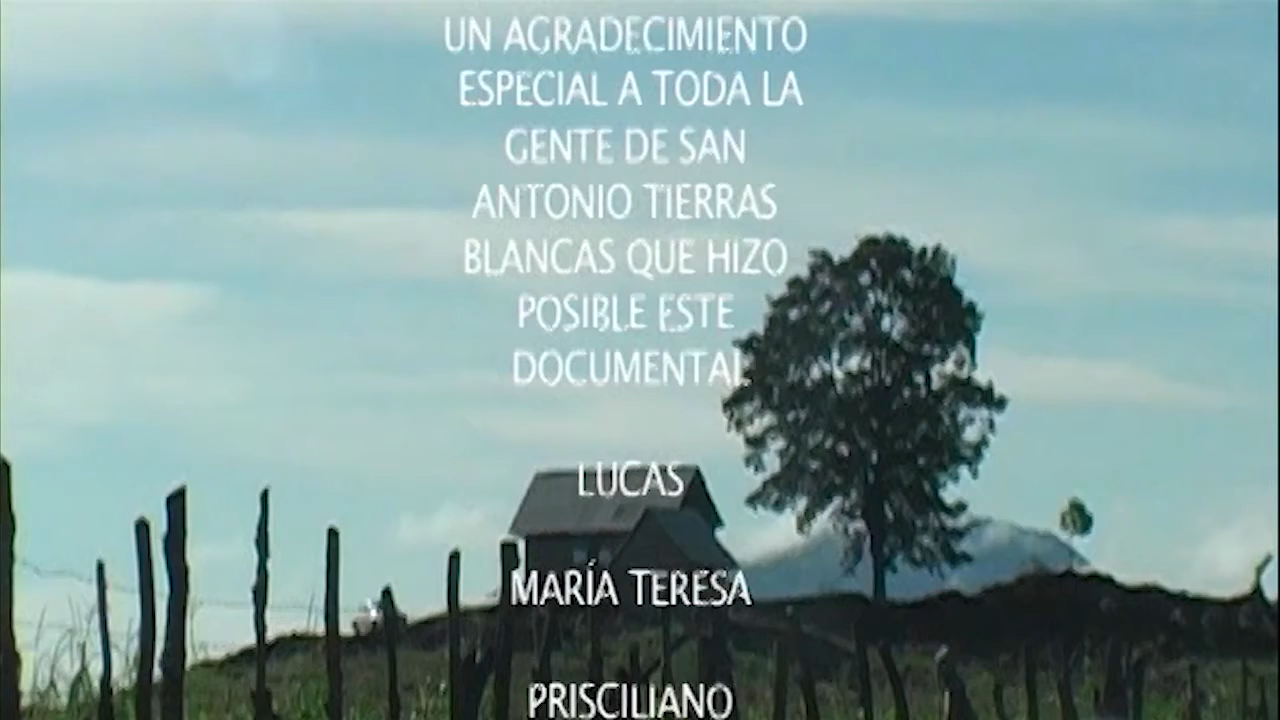 UN AGRADECIMIENTO
ESPECIAL A TODA LA
GENTE DE SAN
ANTONIO TIERRAS
BLANCAS QUE HIZO
POSIBLE ESTE
DOCUMENTAL
LUCAS
MARÍA TERESA
PRISCILIANO